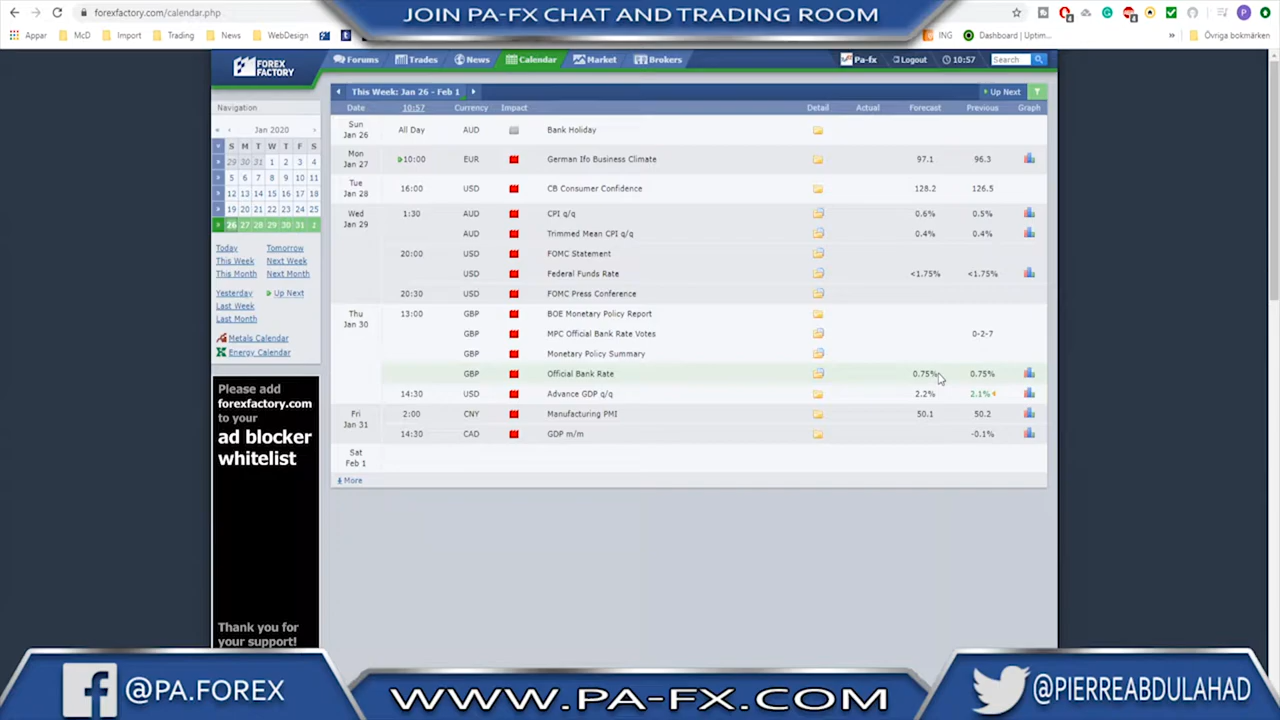 forexfactory.com/calendar.php
JOIN PA-FX CHAT AND TRADING ROOM
Appar McD Import Trading News WebDesign ING Dashboard | Uptim... » Övriga bokmärken
FOREX FACTORY
Forums Trades News Calendar Market Brokers Pa-fx Logout 10:57 Search
Navigation
« ‹ Jan 2020 ›
S M T W T F S
29 30 31 1 2 3 4
5 6 7 8 9 10 11
12 13 14 15 16 17 18
19 20 21 22 23 24 25
26 27 28 29 30 31 1
Today Tomorrow
This Week Next Week
This Month Next Month
Yesterday Up Next
Last Week
Last Month
Metals Calendar
Energy Calendar
Please add
forexfactory.com
to your
ad blocker
whitelist
Thank you for
your support!
This Week: Jan 26 - Feb 1 Up Next
Date 10:57 Currency Impact Detail Actual Forecast Previous Graph
Sun Jan 26 All Day AUD Bank Holiday
Mon Jan 27 10:00 EUR German Ifo Business Climate 97.1 96.3
Tue Jan 28 16:00 USD CB Consumer Confidence 128.2 126.5
Wed Jan 29 1:30 AUD CPI q/q 0.6% 0.5%
AUD Trimmed Mean CPI q/q 0.4% 0.4%
20:00 USD FOMC Statement
USD Federal Funds Rate <1.75% <1.75%
20:30 USD FOMC Press Conference
Thu Jan 30 13:00 GBP BOE Monetary Policy Report
GBP MPC Official Bank Rate Votes 0-2-7
GBP Monetary Policy Summary
GBP Official Bank Rate 0.75% 0.75%
14:30 USD Advance GDP q/q 2.2% 2.1%
Fri Jan 31 2:00 CNY Manufacturing PMI 50.1 50.2
14:30 CAD GDP m/m -0.1%
Sat Feb 1
More
@PA.FOREX
WWW.PA-FX.COM
@PIERREABDULAHAD